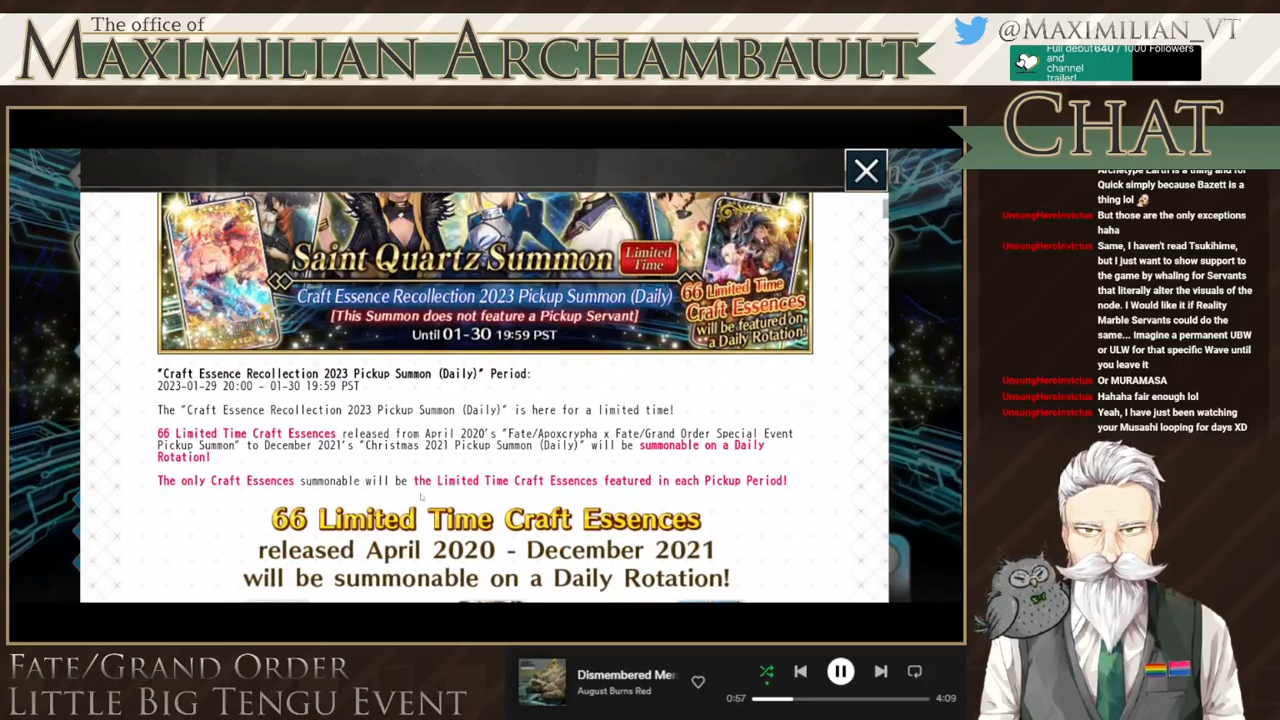 The office of
MAXIMILIAN ARCHAMBAULT
@MAXIMILIAN_VT
Full debut 640 / 1000 Followers
and
channel
trailer!
CHAT
Archetype Earth is a thing and for
Quick simply because Bazett is a
thing lol
UnsungHeroInvictus But those are the only exceptions
haha
UnsungHeroInvictus Same, I haven't read Tsukihime,
but I just want to show support to
the game by whaling for Servants
that literally alter the visuals of the
node. I Would like it if Reality
Marble Servants could do the
same... Imagine a permanent UBW
or ULW for that specific Wave until
you leave it
UnsungHeroInvictus Or MURAMASA
UnsungHeroInvictus Hahaha fair enough lol
UnsungHeroInvictus Yeah, I have just been watching
your Musashi looping for days XD
Saint Quartz Summon
Limited
Time
Craft Essence Recollection 2023 Pickup Summon (Daily)
[This Summon does not feature a Pickup Servant]
Until 01-30 19:59 PST
66 Limited Time
Craft Essences
will be featured on
a Daily Rotation!
"Craft Essence Recollection 2023 Pickup Summon (Daily)" Period:
2023-01-29 20:00 - 01-30 19:59 PST
The "Craft Essence Recollection 2023 Pickup Summon (Daily)" is here for a limited time!
66 Limited Time Craft Essences released from April 2020's "Fate/Apocrypha x Fate/Grand Order Special Event
Pickup Summon" to December 2021's "Christmas 2021 Pickup Summon (Daily)" will be summonable on a Daily
Rotation!
The only Craft Essences summonable will be the Limited Time Craft Essences featured in each Pickup Period!
66 Limited Time Craft Essences
released April 2020 - December 2021
will be summonable on a Daily Rotation!
FATE/GRAND ORDER
LITTLE BIG TENGU EVENT
Dismembered Me
August Burns Red
0:57
4:09